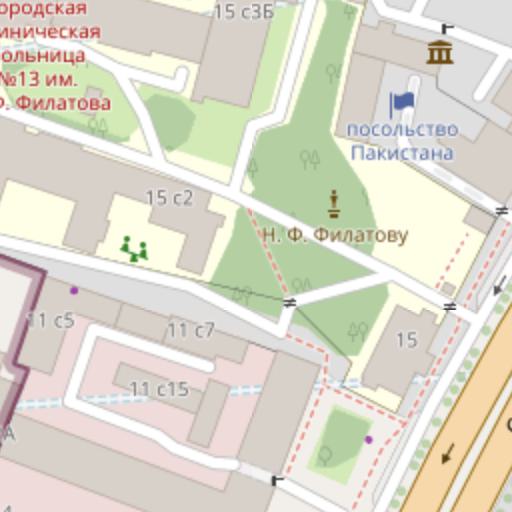 ородская
иническая
ольница
№13 им.
Ф. Филатова
15 с3Б
посольство
Пакистана
15 с2
Н. Ф. Филатову
11 с5
11 с7
15
11 с15
А